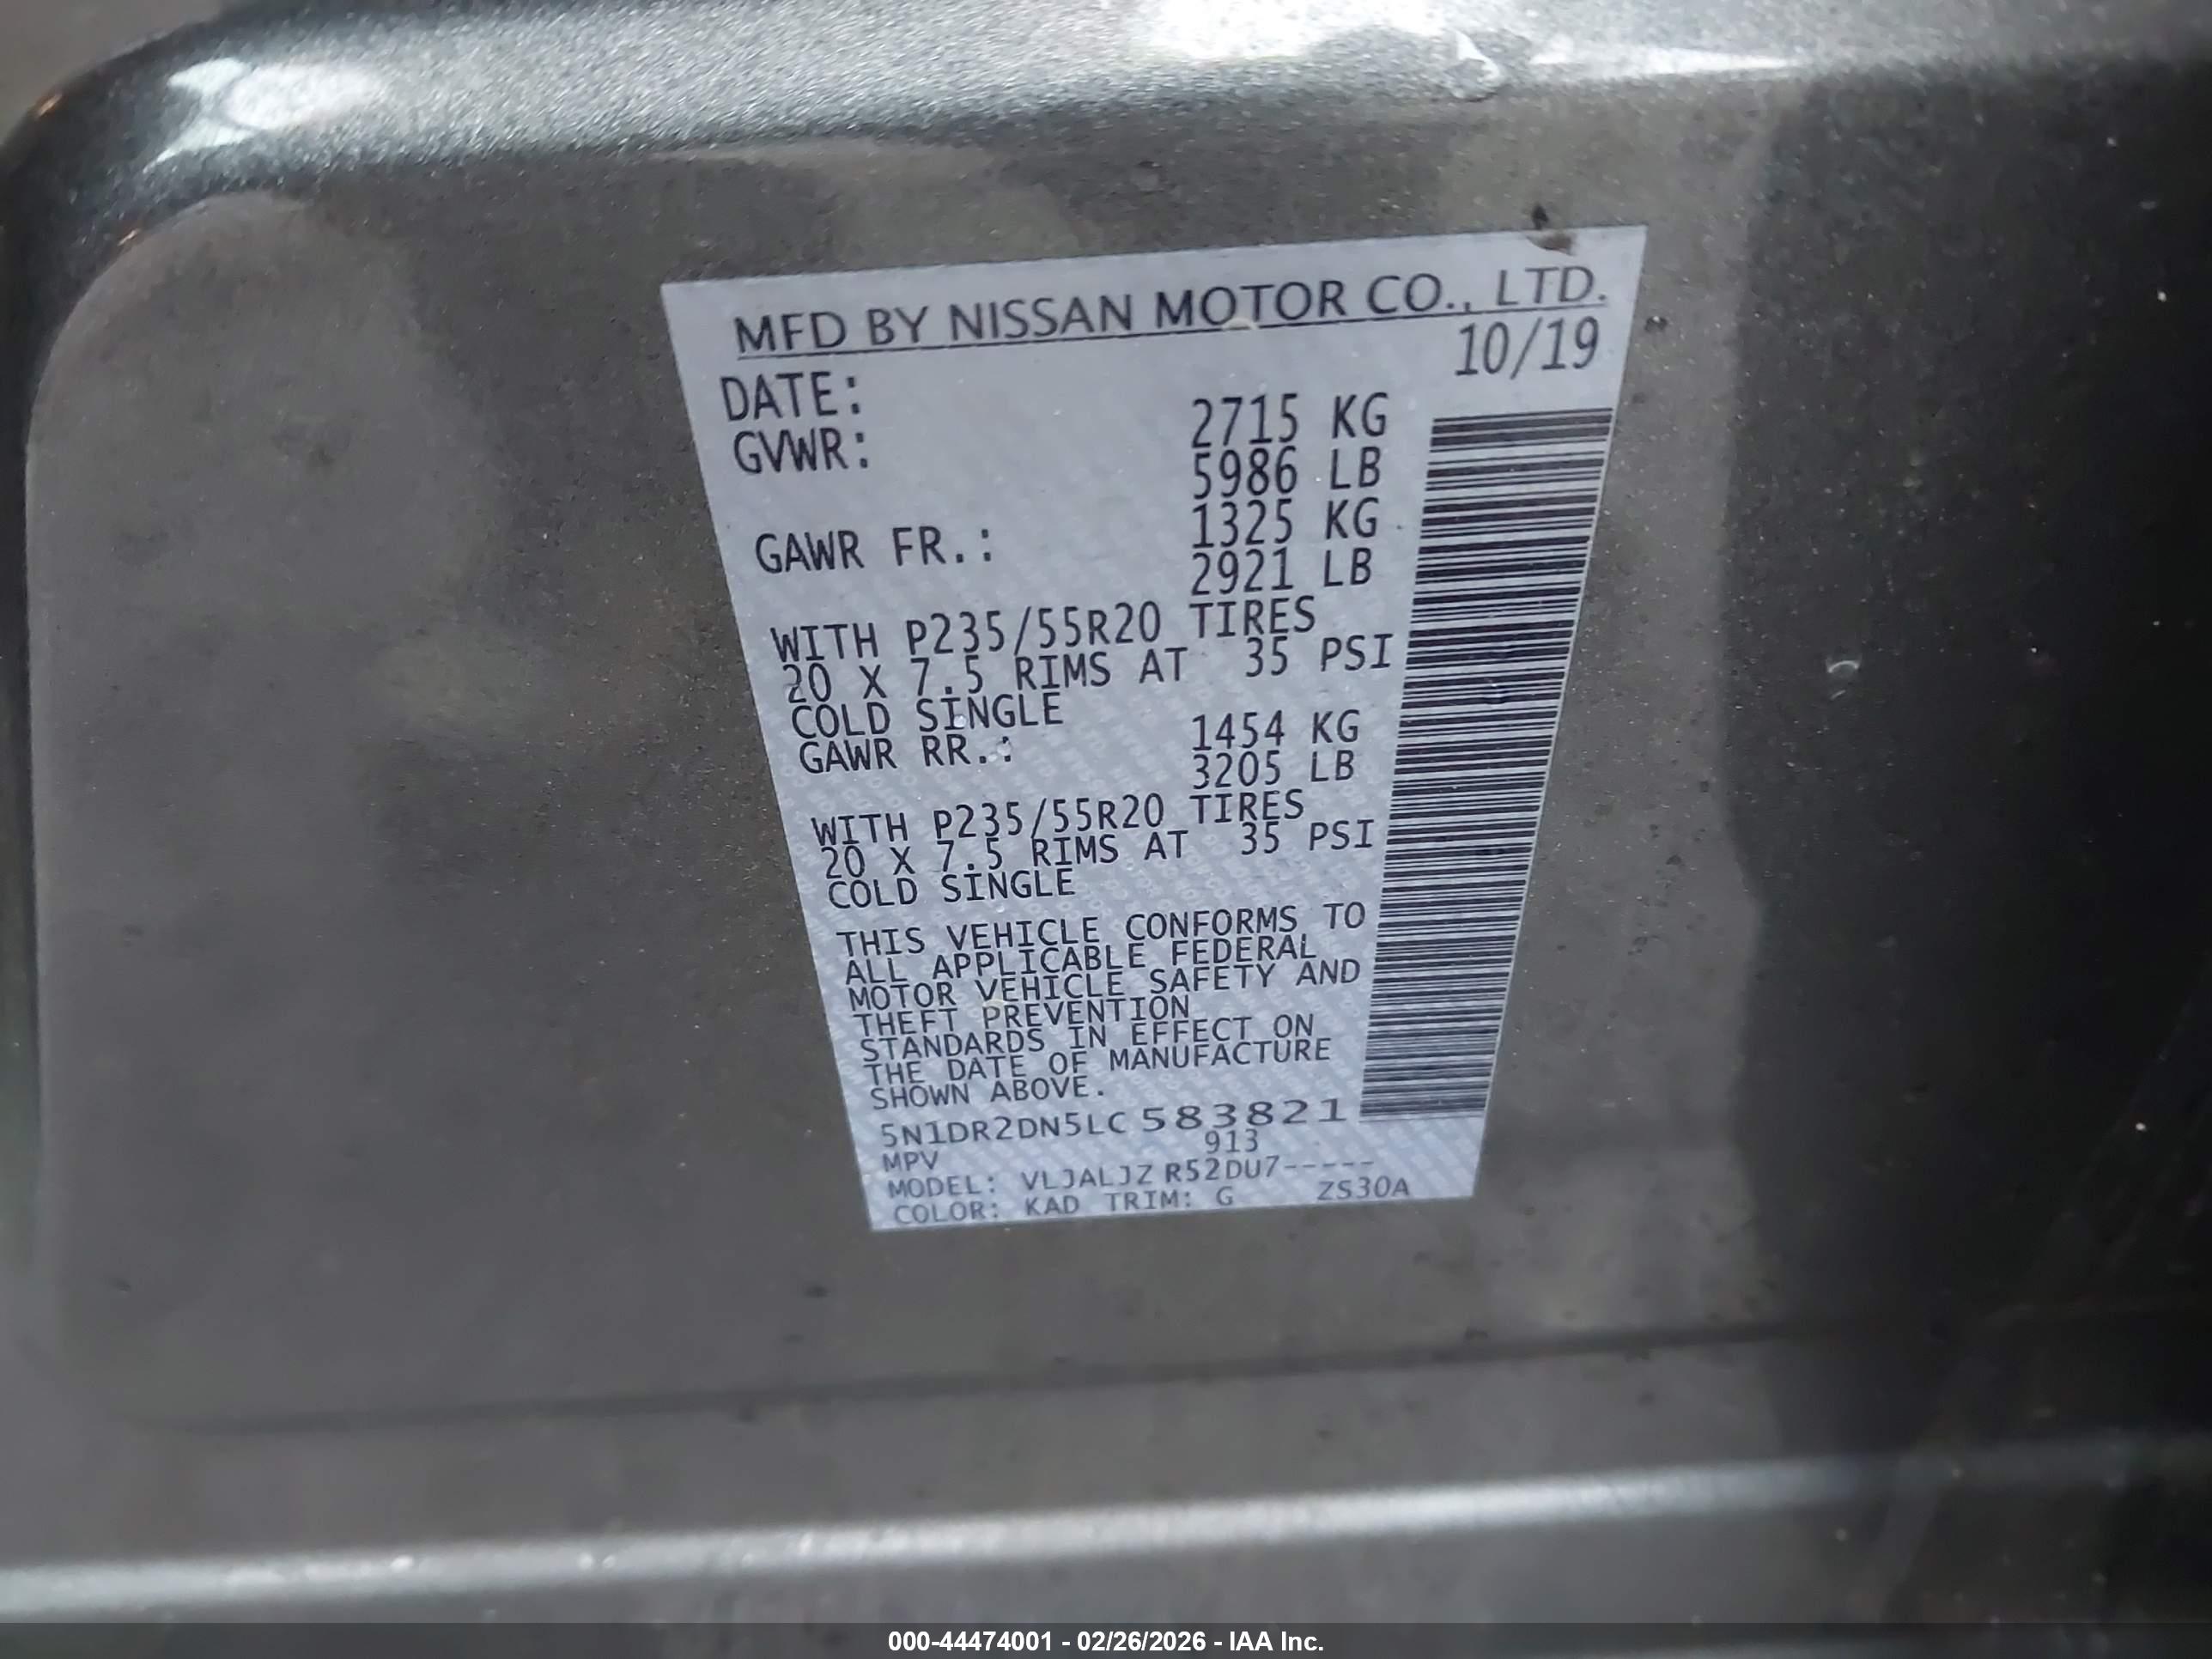 MFD BY NISSAN MOTOR CO., LTD.
DATE: 10/19
GVWR: 2715 KG
5986 LB
GAWR FR.: 1325 KG
2921 LB
WITH P235/55R20 TIRES
20 X 7.5 RIMS AT 35 PSI
COLD SINGLE
GAWR RR.: 1454 KG
3205 LB
WITH P235/55R20 TIRES
20 X 7.5 RIMS AT 35 PSI
COLD SINGLE
THIS VEHICLE CONFORMS TO
ALL APPLICABLE FEDERAL
MOTOR VEHICLE SAFETY AND
THEFT PREVENTION
STANDARDS IN EFFECT ON
THE DATE OF MANUFACTURE
SHOWN ABOVE.
5N1DR2DN5LC583821
MPV 913
MODEL: VLJALJZ R52DU7-----
COLOR: KAD TRIM: G ZS30A
000-44474001 - 02/26/2026 - IAA Inc.